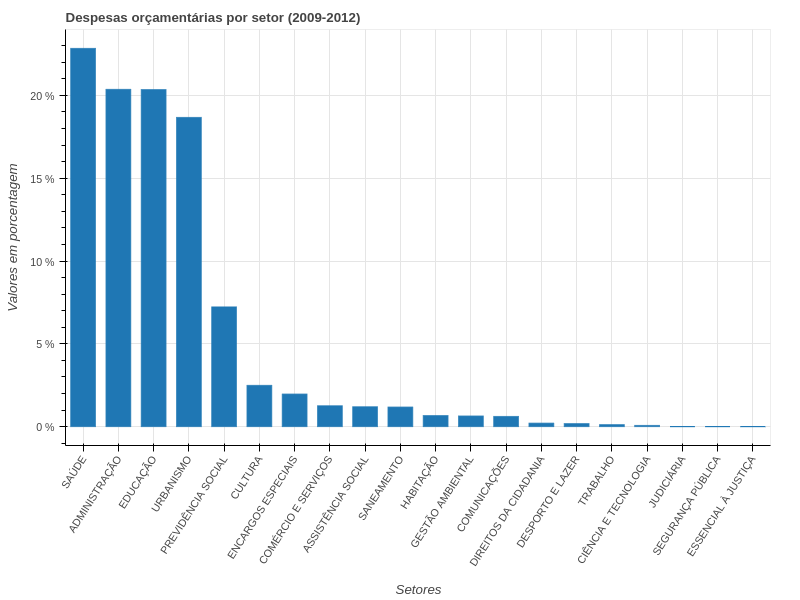 Despesas orçamentárias por setor (2009-2012)
Valores em porcentagem
20 %
15 %
10 %
5 %
0 %
SAÚDE
ADMINISTRAÇÃO
EDUCAÇÃO
URBANISMO
PREVIDÊNCIA SOCIAL
CULTURA
ENCARGOS ESPECIAIS
COMÉRCIO E SERVIÇOS
ASSISTÊNCIA SOCIAL
SANEAMENTO
HABITAÇÃO
GESTÃO AMBIENTAL
COMUNICAÇÕES
DIREITOS DA CIDADANIA
DESPORTO E LAZER
TRABALHO
CIÊNCIA E TECNOLOGIA
JUDICIÁRIA
SEGURANÇA PÚBLICA
ESSENCIAL À JUSTIÇA
Setores